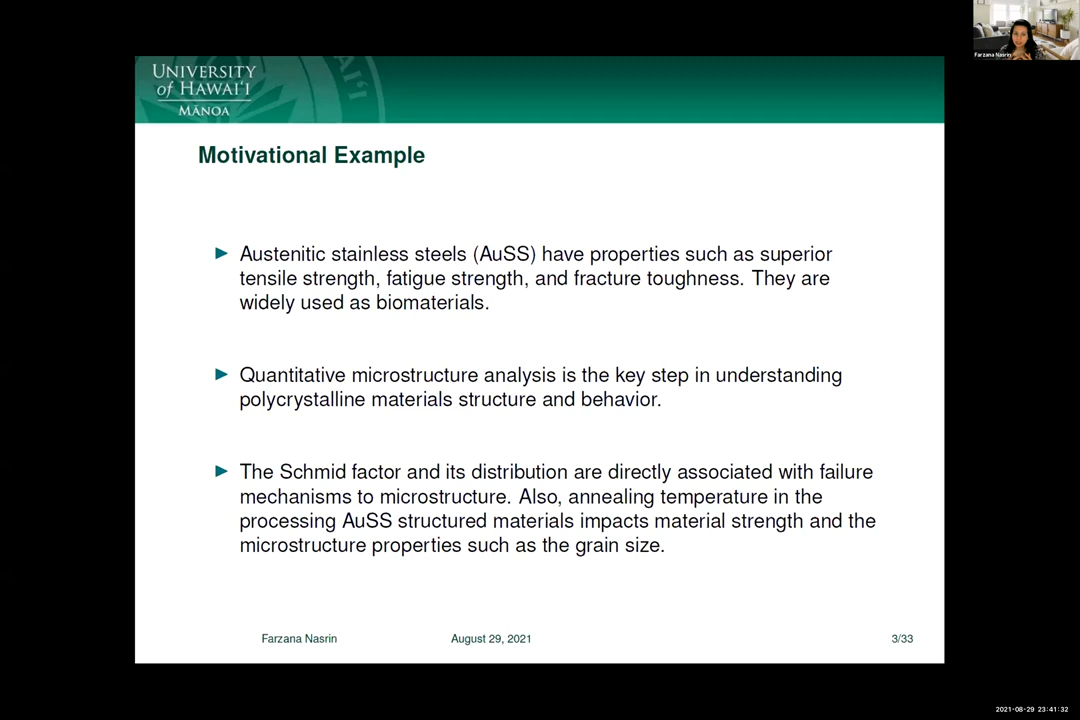 Farzana Nasrin
UNIVERSITY
of HAWAIʻI
MĀNOA
Motivational Example
Austenitic stainless steels (AuSS) have properties such as superior
tensile strength, fatigue strength, and fracture toughness. They are
widely used as biomaterials.
Quantitative microstructure analysis is the key step in understanding
polycrystalline materials structure and behavior.
The Schmid factor and its distribution are directly associated with failure
mechanisms to microstructure. Also, annealing temperature in the
processing AuSS structured materials impacts material strength and the
microstructure properties such as the grain size.
Farzana Nasrin August 29, 2021 3/33
2021-08-29 23:41:32